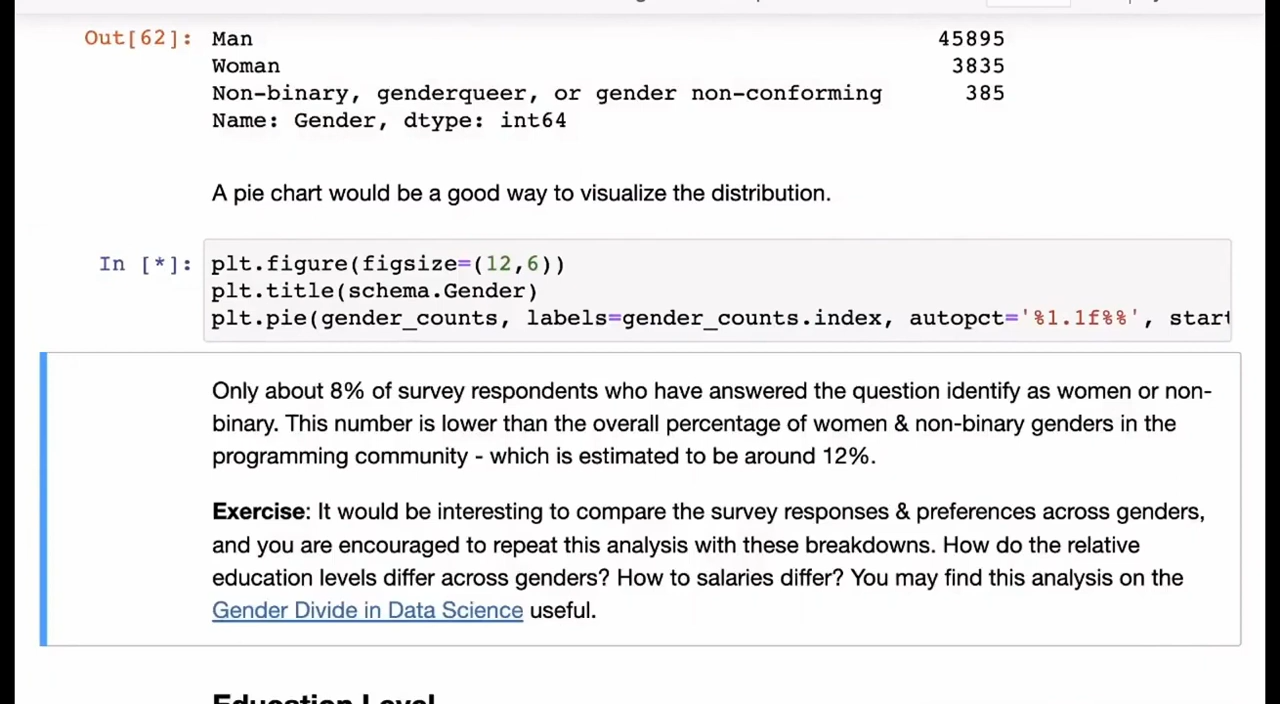 Out[62]: Man 45895
Woman 3835
Non-binary, genderqueer, or gender non-conforming 385
Name: Gender, dtype: int64
A pie chart would be a good way to visualize the distribution.
In [*]: plt.figure(figsize=(12,6))
plt.title(schema.Gender)
plt.pie(gender_counts, labels=gender_counts.index, autopct='%1.1f%%', start
Only about 8% of survey respondents who have answered the question identify as women or non-
binary. This number is lower than the overall percentage of women & non-binary genders in the
programming community - which is estimated to be around 12%.
Exercise: It would be interesting to compare the survey responses & preferences across genders,
and you are encouraged to repeat this analysis with these breakdowns. How do the relative
education levels differ across genders? How to salaries differ? You may find this analysis on the
Gender Divide in Data Science useful.
Education Level